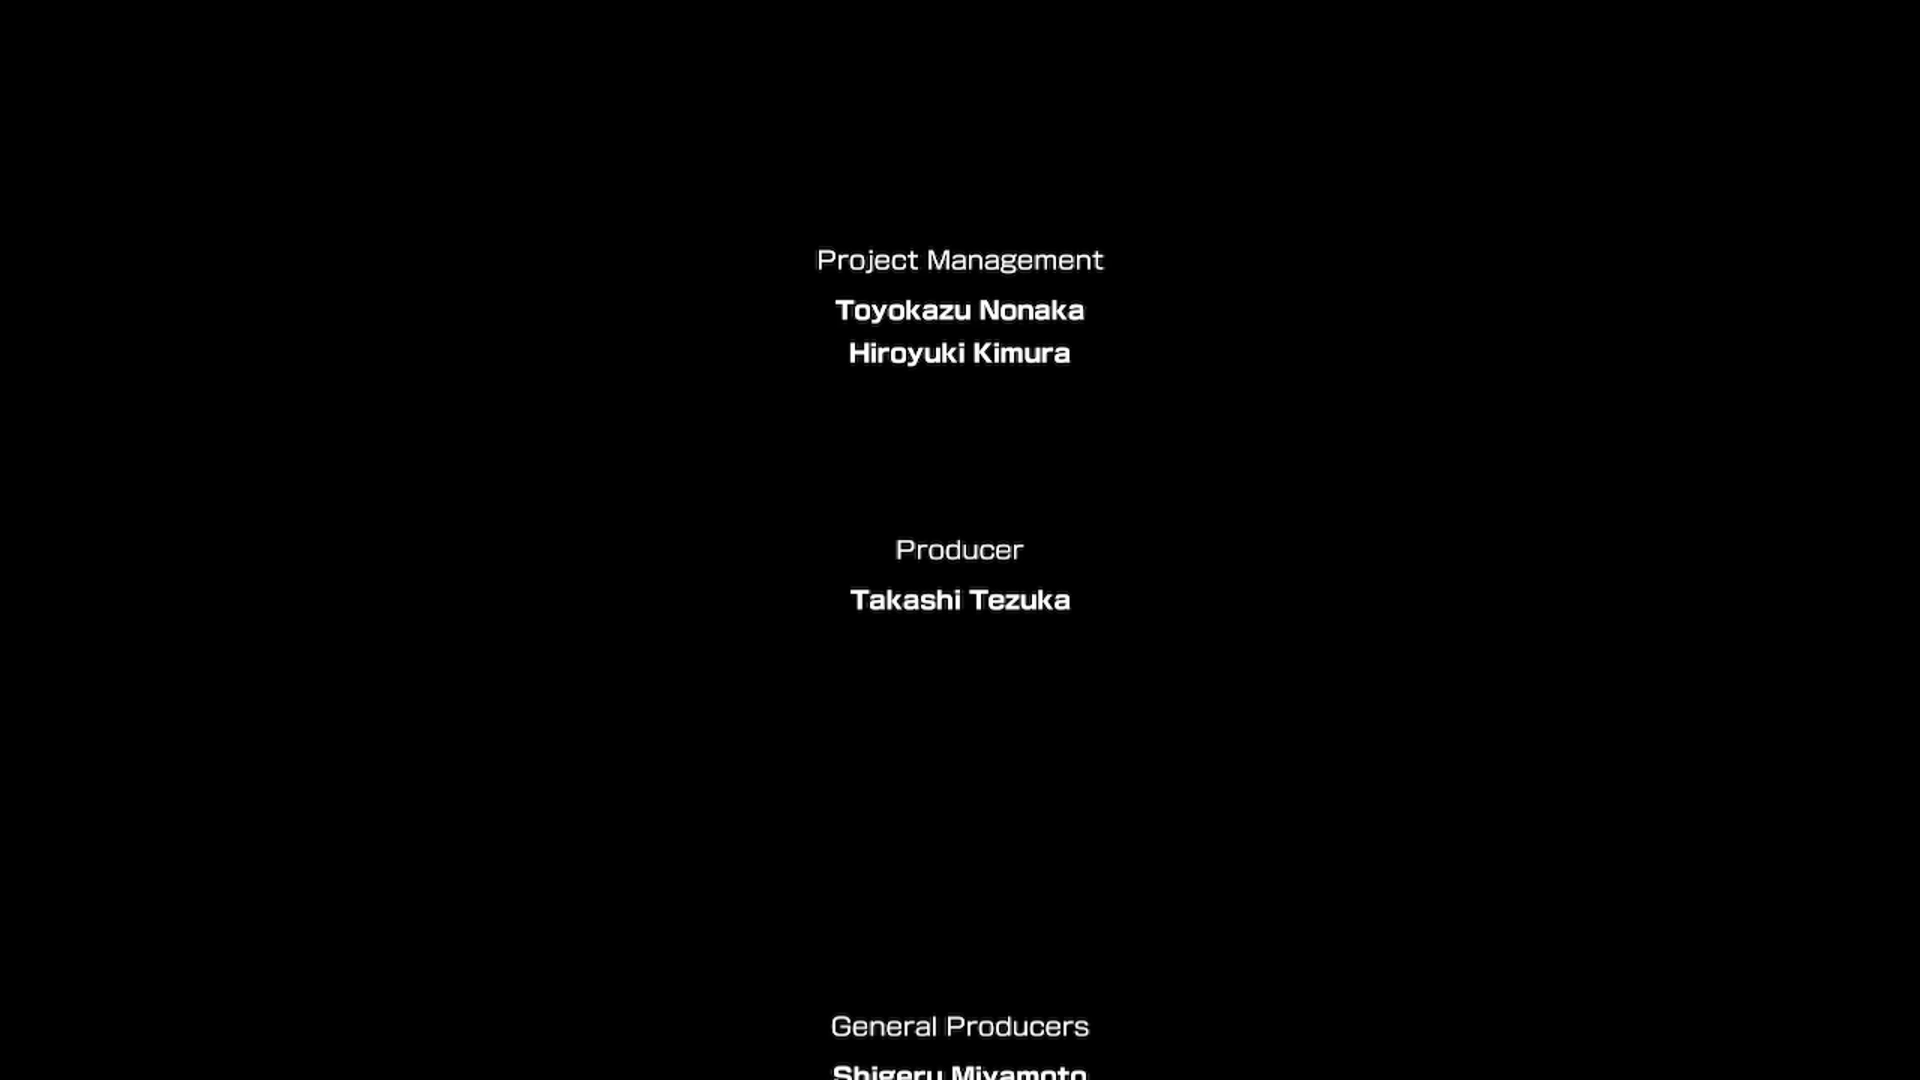 Project Management
Toyokazu Nonaka
Hiroyuki Kimura
Producer
Takashi Tezuka
General Producers
Shigeru Miyamoto